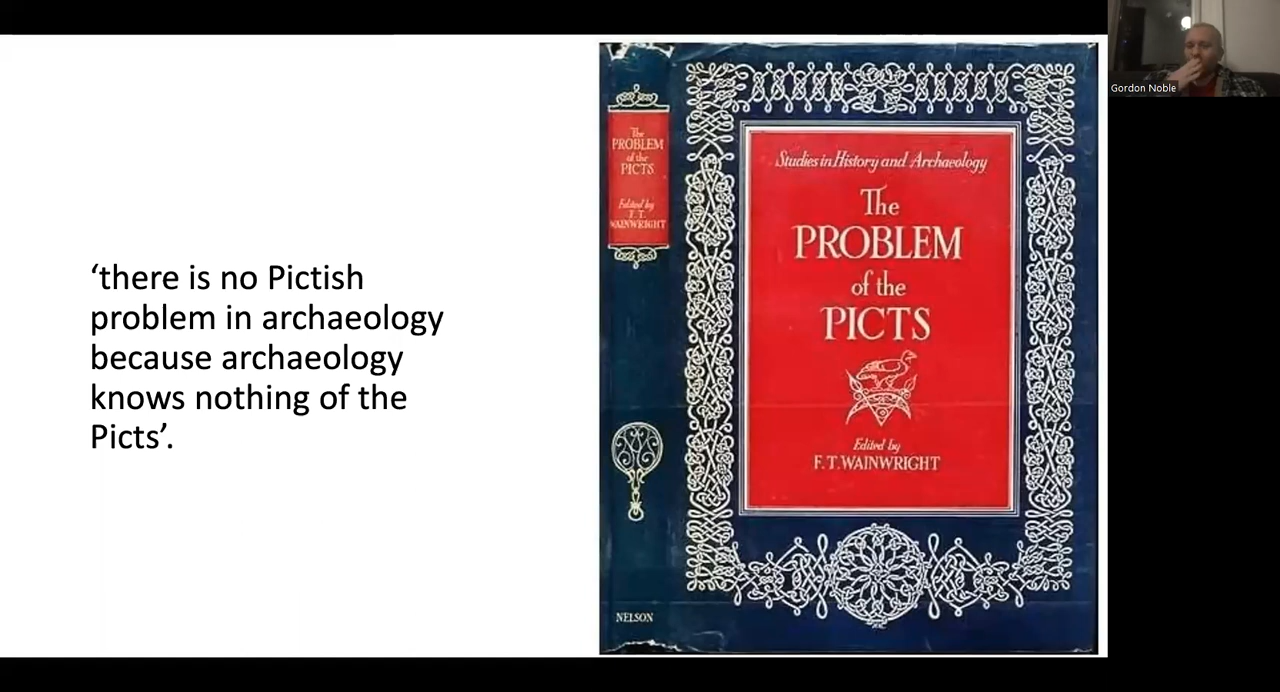 ‘there is no Pictish
problem in archaeology
because archaeology
knows nothing of the
Picts’.
The
PROBLEM
of the
PICTS
Edited by
F. T.
WAINWRIGHT
NELSON
Studies in History and Archaeology
The
PROBLEM
of the
PICTS
Edited by
F. T. WAINWRIGHT
Gordon Noble